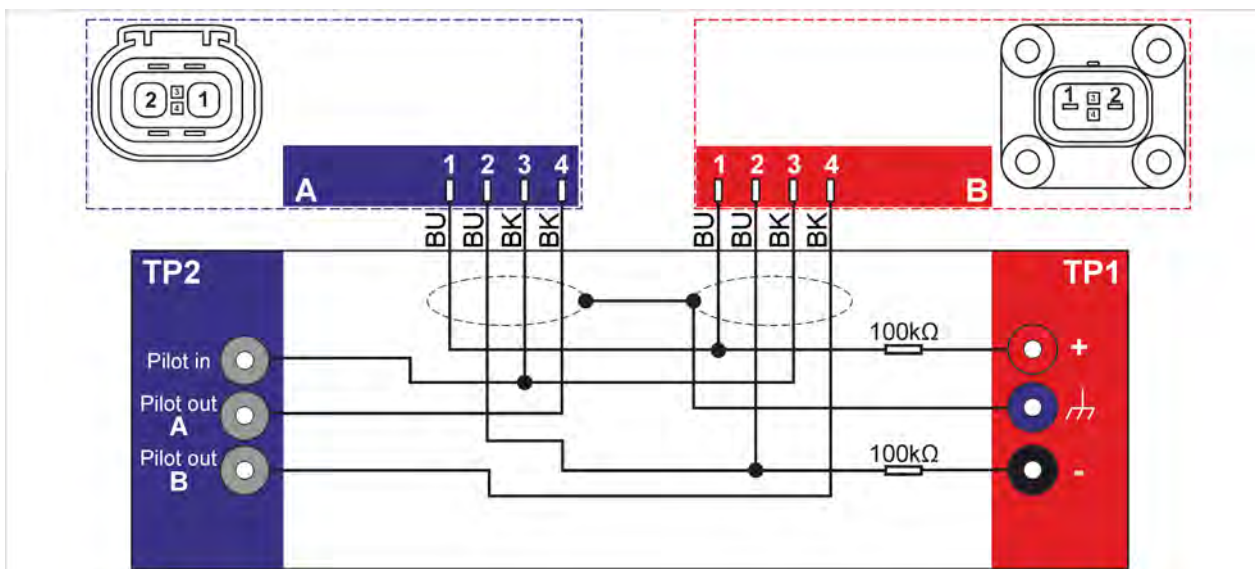 2 3 4 1
1 3 4 2
A 1 2 3 4
1 2 3 4 B
BU BU BK BK
BU BU BK BK
TP2
TP1
100kΩ
Pilot in
+
Pilot out
A
Pilot out
B
100kΩ
-